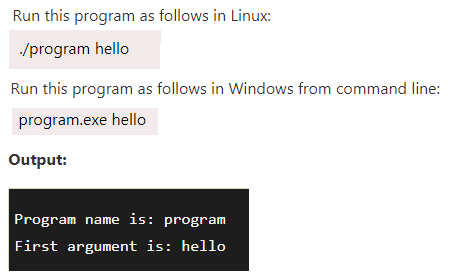 Run this program as follows in Linux:
./program hello
Run this program as follows in Windows from command line:
program.exe hello
Output:
Program name is: program
First argument is: hello